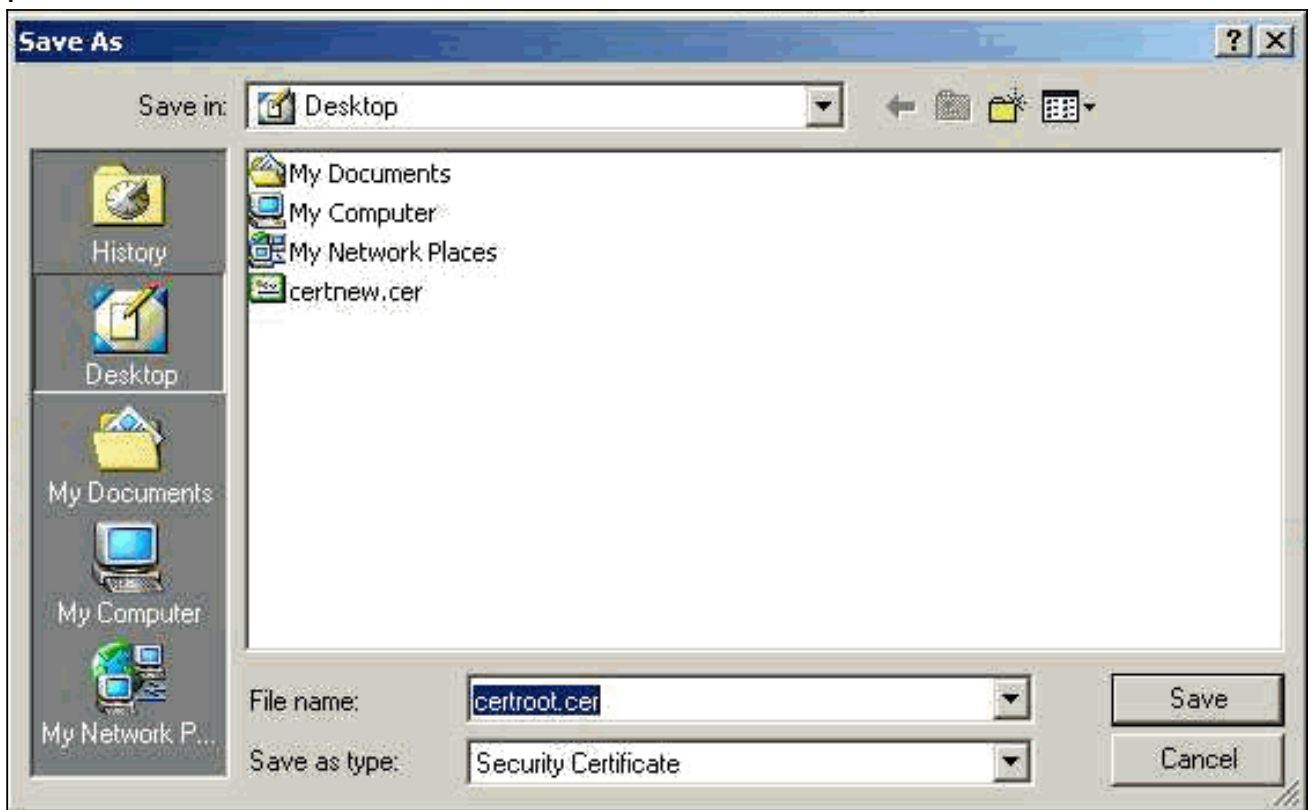 Save As
Save in:
Desktop
History
Desktop
My Documents
My Computer
My Network P...
My Documents
My Computer
My Network Places
certnew.cer
File name:
certroot.cer
Save
Save as type:
Security Certificate
Cancel